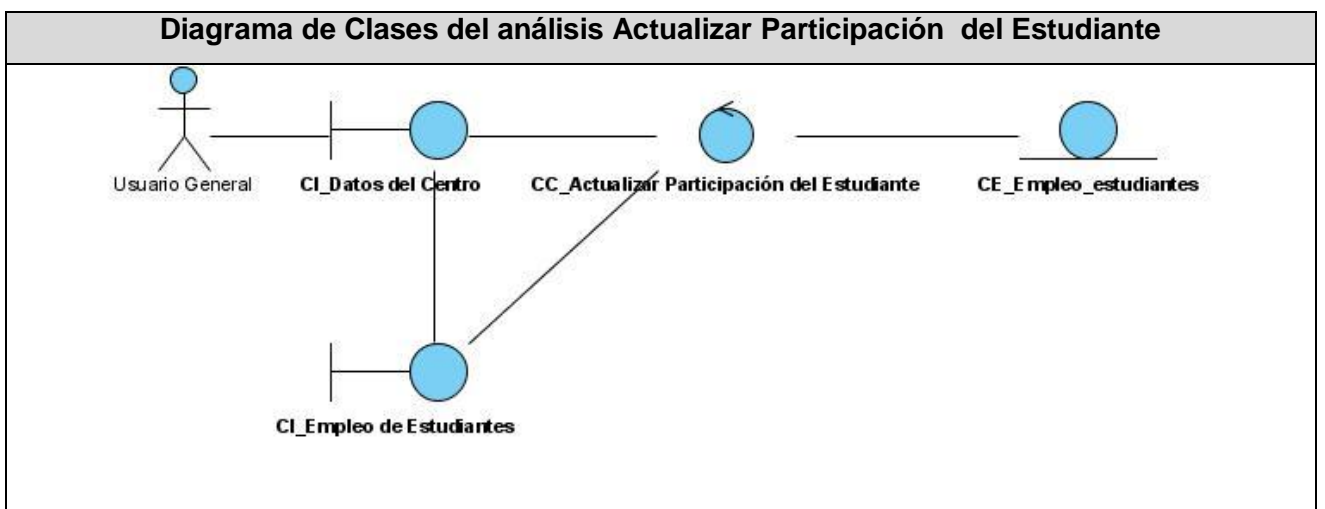 Diagrama de Clases del análisis Actualizar Participación del Estudiante
Usuario General
CI_Datos del Centro
CC_Actualizar Participación del Estudiante
CE_Empleo_estudiantes
CI_Empleo de Estudiantes